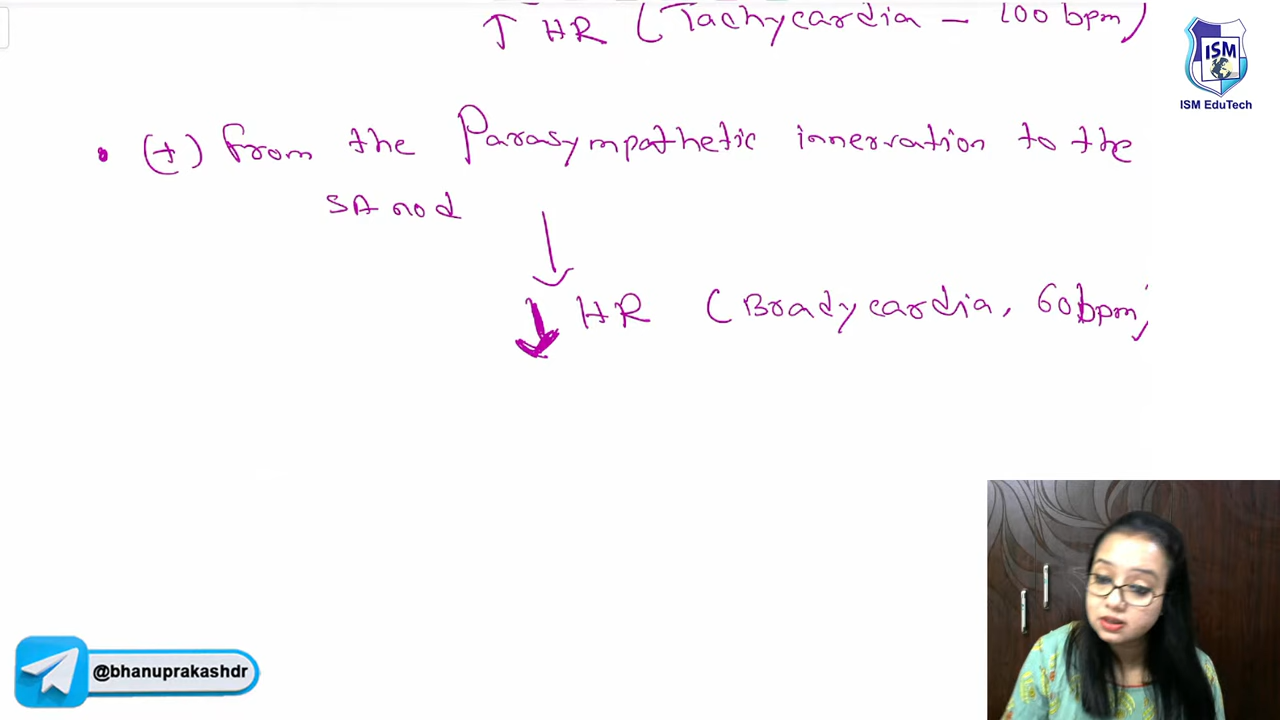 ↑ HR (Tachycardia - 100 bpm)
ISM
ISM EduTech
• (+) from the Parasympathetic innervation to the
SA nod
↓
↓ HR (Bradycardia, 60bpm)
@bhanuprakashdr